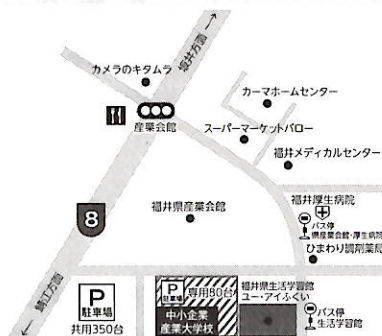 坂井方面
カメラのキタムラ
カーマホームセンター
産業会館
スーパーマーケットバロー
福井メディカルセンター
福井県産業会館
福井厚生病院
バス停
県産業会館・厚生病院
ひまわり調剤薬局
8
鯖江方面
P
駐車場
共用350台
P
駐車場
専用80台
中小企業
産業大学校
福井県生活学習館
ユー・アイふくい
バス停
生活学習館